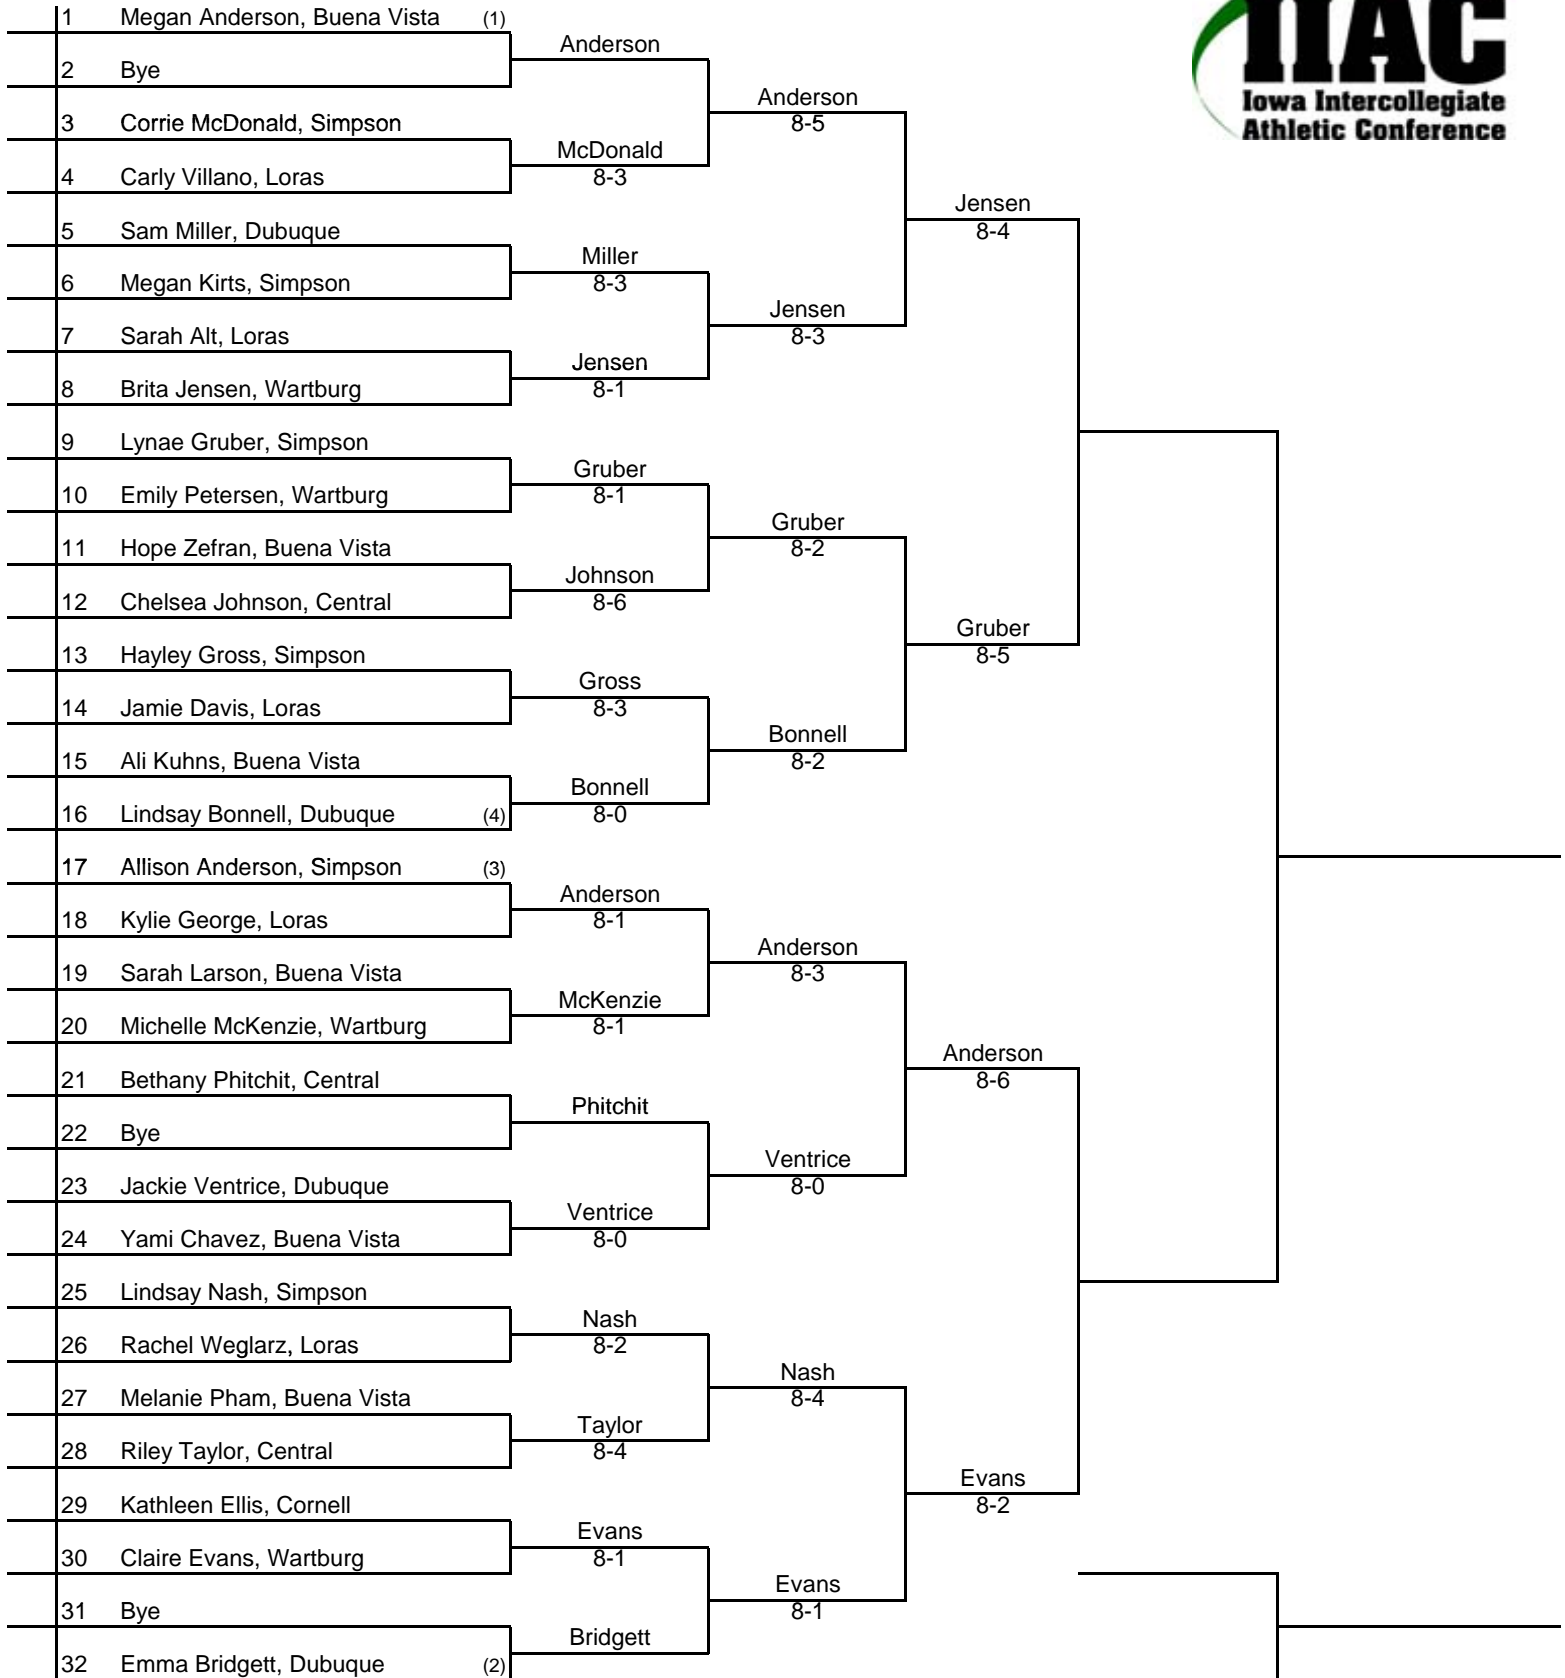 IIAC
Iowa Intercollegiate
Athletic Conference
1 Megan Anderson, Buena Vista (1)
Anderson
2 Bye
Anderson
8-5
3 Corrie McDonald, Simpson
McDonald
8-3
4 Carly Villano, Loras
Jensen
8-4
5 Sam Miller, Dubuque
Miller
8-3
6 Megan Kirts, Simpson
Jensen
8-3
7 Sarah Alt, Loras
Jensen
8-1
8 Brita Jensen, Wartburg
9 Lynae Gruber, Simpson
Gruber
8-1
10 Emily Petersen, Wartburg
Gruber
8-2
11 Hope Zefran, Buena Vista
Johnson
8-6
12 Chelsea Johnson, Central
Gruber
8-5
13 Hayley Gross, Simpson
Gross
8-3
14 Jamie Davis, Loras
Bonnell
8-2
15 Ali Kuhns, Buena Vista
Bonnell
8-0
16 Lindsay Bonnell, Dubuque (4)
17 Allison Anderson, Simpson (3)
Anderson
8-1
18 Kylie George, Loras
Anderson
8-3
19 Sarah Larson, Buena Vista
McKenzie
8-1
20 Michelle McKenzie, Wartburg
Anderson
8-6
21 Bethany Phitchit, Central
Phitchit
22 Bye
Ventrice
8-0
23 Jackie Ventrice, Dubuque
Ventrice
8-0
24 Yami Chavez, Buena Vista
25 Lindsay Nash, Simpson
Nash
8-2
26 Rachel Weglarz, Loras
Nash
8-4
27 Melanie Pham, Buena Vista
Taylor
8-4
28 Riley Taylor, Central
Evans
8-2
29 Kathleen Ellis, Cornell
Evans
8-1
30 Claire Evans, Wartburg
Evans
8-1
31 Bye
Bridgett
32 Emma Bridgett, Dubuque (2)